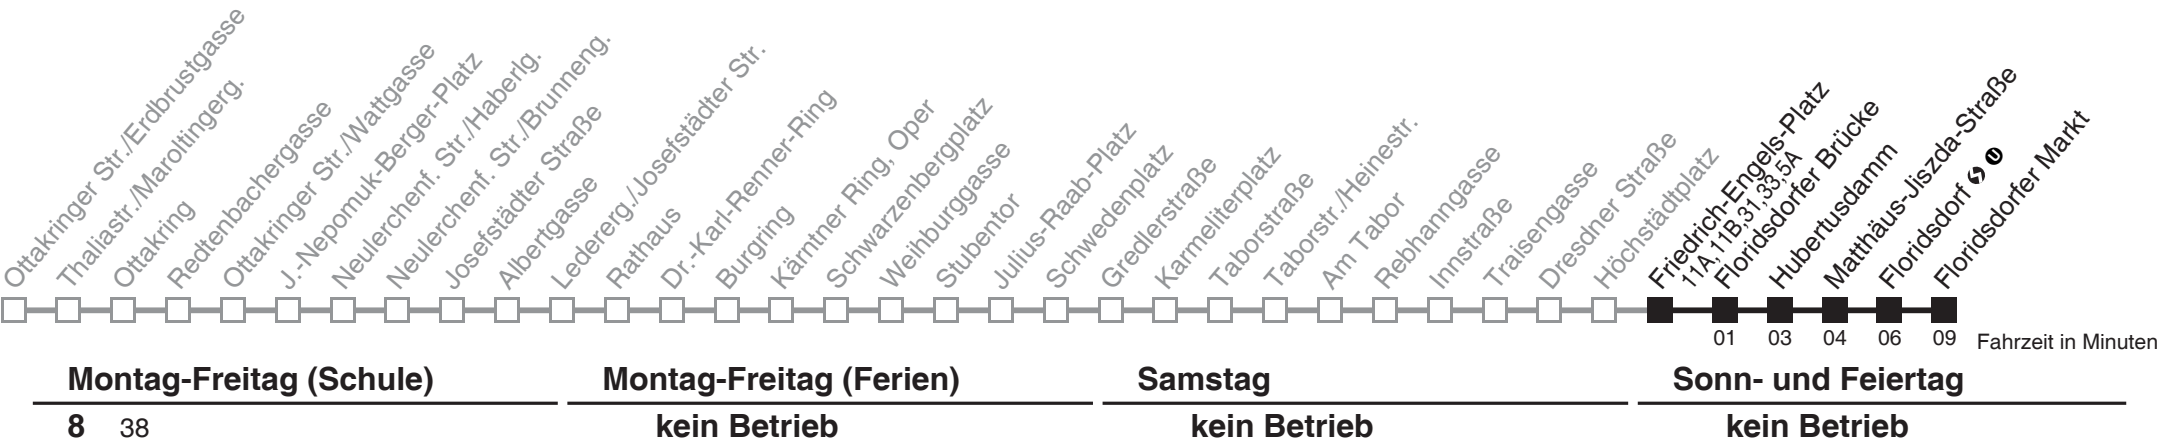 Ottakringer Str./Erdbrustgasse
Thaliastr./Maroltingerg.
Ottakring
Redtenbachergasse
Ottakringer Str./Wattgasse
J.-Nepomuk-Berger-Platz
Neulerchenf. Str./Haberlg.
Neulerchenf. Str./Brunneng.
Josefstädter Straße
Albertgasse
Lederergg./Josefstädter Str.
Rathaus
Dr.-Karl-Renner-Ring
Burgring
Kärntner Ring, Oper
Schwarzenbergplatz
Weihburggasse
Stubentor
Julius-Raab-Platz
Schwedenplatz
Gredlerstraße
Karmeliterplatz
Taborstraße
Taborstr./Heinestr.
Am Tabor
Rebhanngasse
Innstraße
Traisengasse
Dresdner Straße
Höchstädtplatz
Friedrich-Engels-Platz
11A,11B,31,33,5A
Floridsdorfer Brücke
Hubertusdamm
Matthäus-Jiszda-Straße
Floridsdorf S U
Floridsdorfer Markt
01 03 04 06 09 Fahrzeit in Minuten
Montag-Freitag (Schule) Montag-Freitag (Ferien) Samstag Sonn- und Feiertag
8 38 kein Betrieb kein Betrieb kein Betrieb